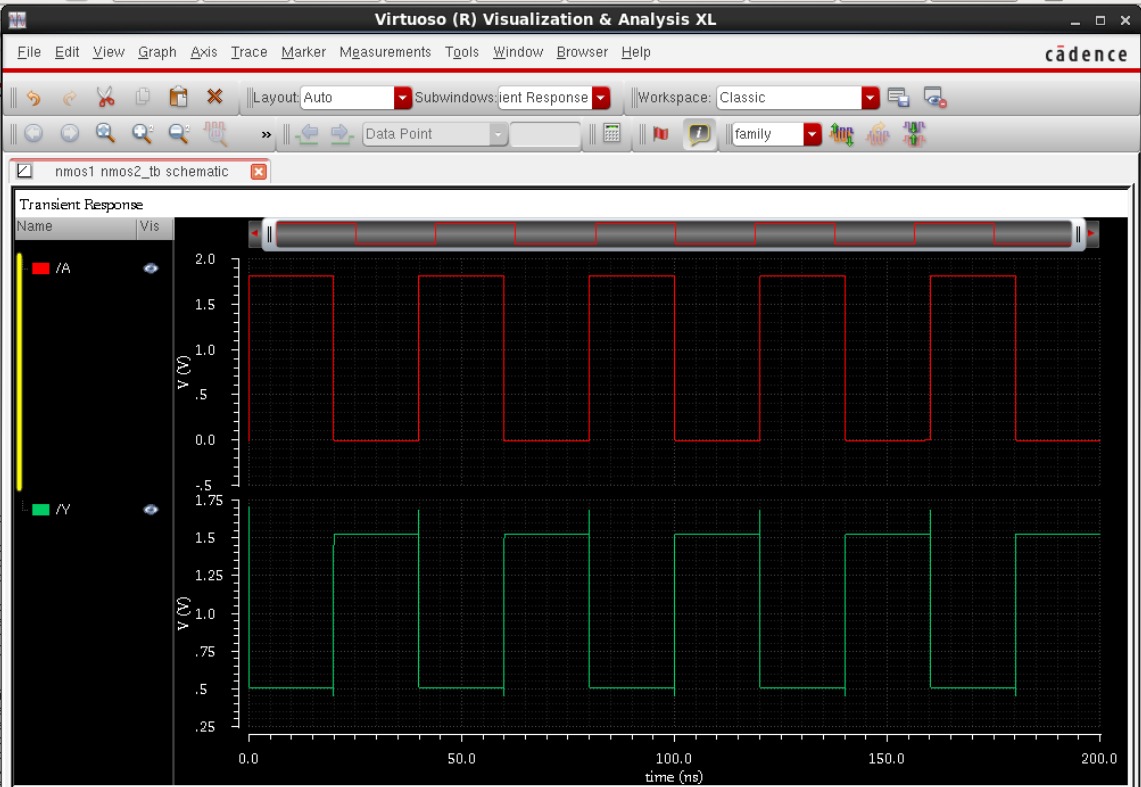 Virtuoso (R) Visualization & Analysis XL
File Edit View Graph Axis Trace Marker Measurements Tools Window Browser Help
cādence
Layout: Auto Subwindows: ient Response Workspace: Classic
» Data Point family
nmos1 nmos2_tb schematic
Transient Response
Name Vis
/A
2.0
1.5
1.0
.5
0.0
-.5
V (V)
/Y
1.75
1.5
1.25
1.0
.75
.5
.25
V (V)
0.0 50.0 100.0 150.0 200.0
time (ns)